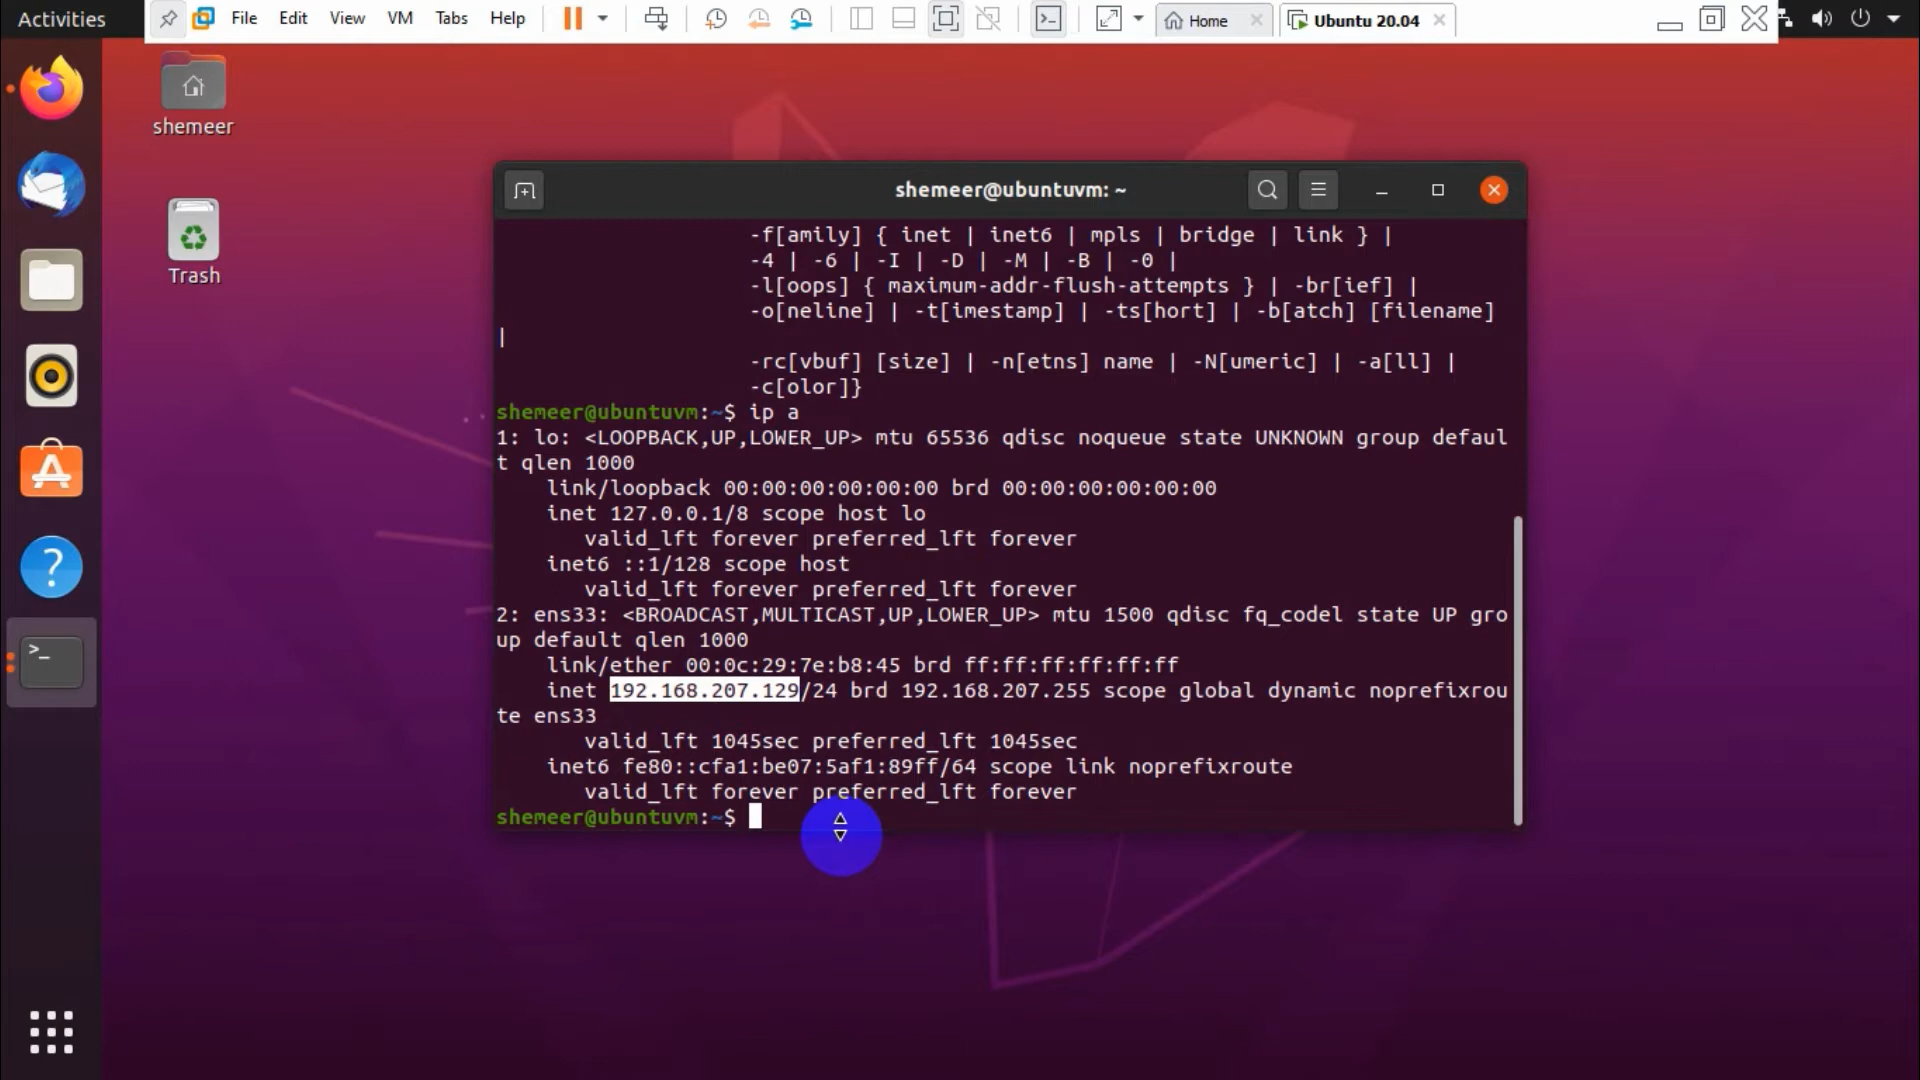 Activities
File Edit View VM Tabs Help
Home
Ubuntu 20.04
shemeer
Trash
shemeer@ubuntuvm: ~
-f[amily] { inet | inet6 | mpls | bridge | link } |
-4 | -6 | -I | -D | -M | -B | -0 |
-l[oops] { maximum-addr-flush-attempts } | -br[ief] |
-o[neline] | -t[imestamp] | -ts[hort] | -b[atch] [filename]
|
-rc[vbuf] [size] | -n[etns] name | -N[umeric] | -a[ll] |
-c[olor]}
shemeer@ubuntuvm:~$ ip a
1: lo: <LOOPBACK,UP,LOWER_UP> mtu 65536 qdisc noqueue state UNKNOWN group defaul
t qlen 1000
link/loopback 00:00:00:00:00:00 brd 00:00:00:00:00:00
inet 127.0.0.1/8 scope host lo
valid_lft forever preferred_lft forever
inet6 ::1/128 scope host
valid_lft forever preferred_lft forever
2: ens33: <BROADCAST,MULTICAST,UP,LOWER_UP> mtu 1500 qdisc fq_codel state UP gro
up default qlen 1000
link/ether 00:0c:29:7e:b8:45 brd ff:ff:ff:ff:ff:ff
inet 192.168.207.129/24 brd 192.168.207.255 scope global dynamic noprefixrou
te ens33
valid_lft 1045sec preferred_lft 1045sec
inet6 fe80::cfa1:be07:5af1:89ff/64 scope link noprefixroute
valid_lft forever preferred_lft forever
shemeer@ubuntuvm:~$